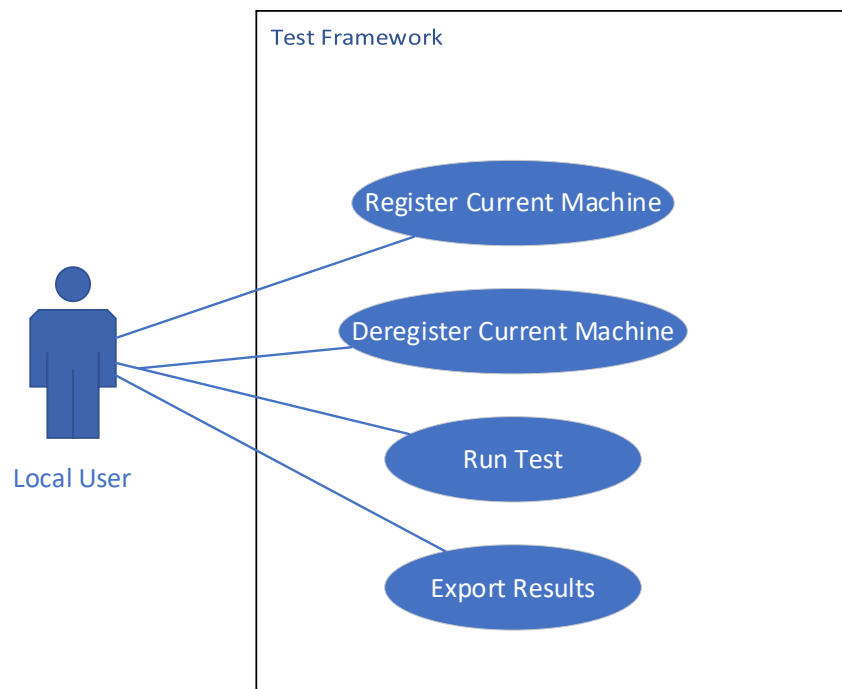 Test Framework
Register Current Machine
Deregister Current Machine
Run Test
Local User
Export Results